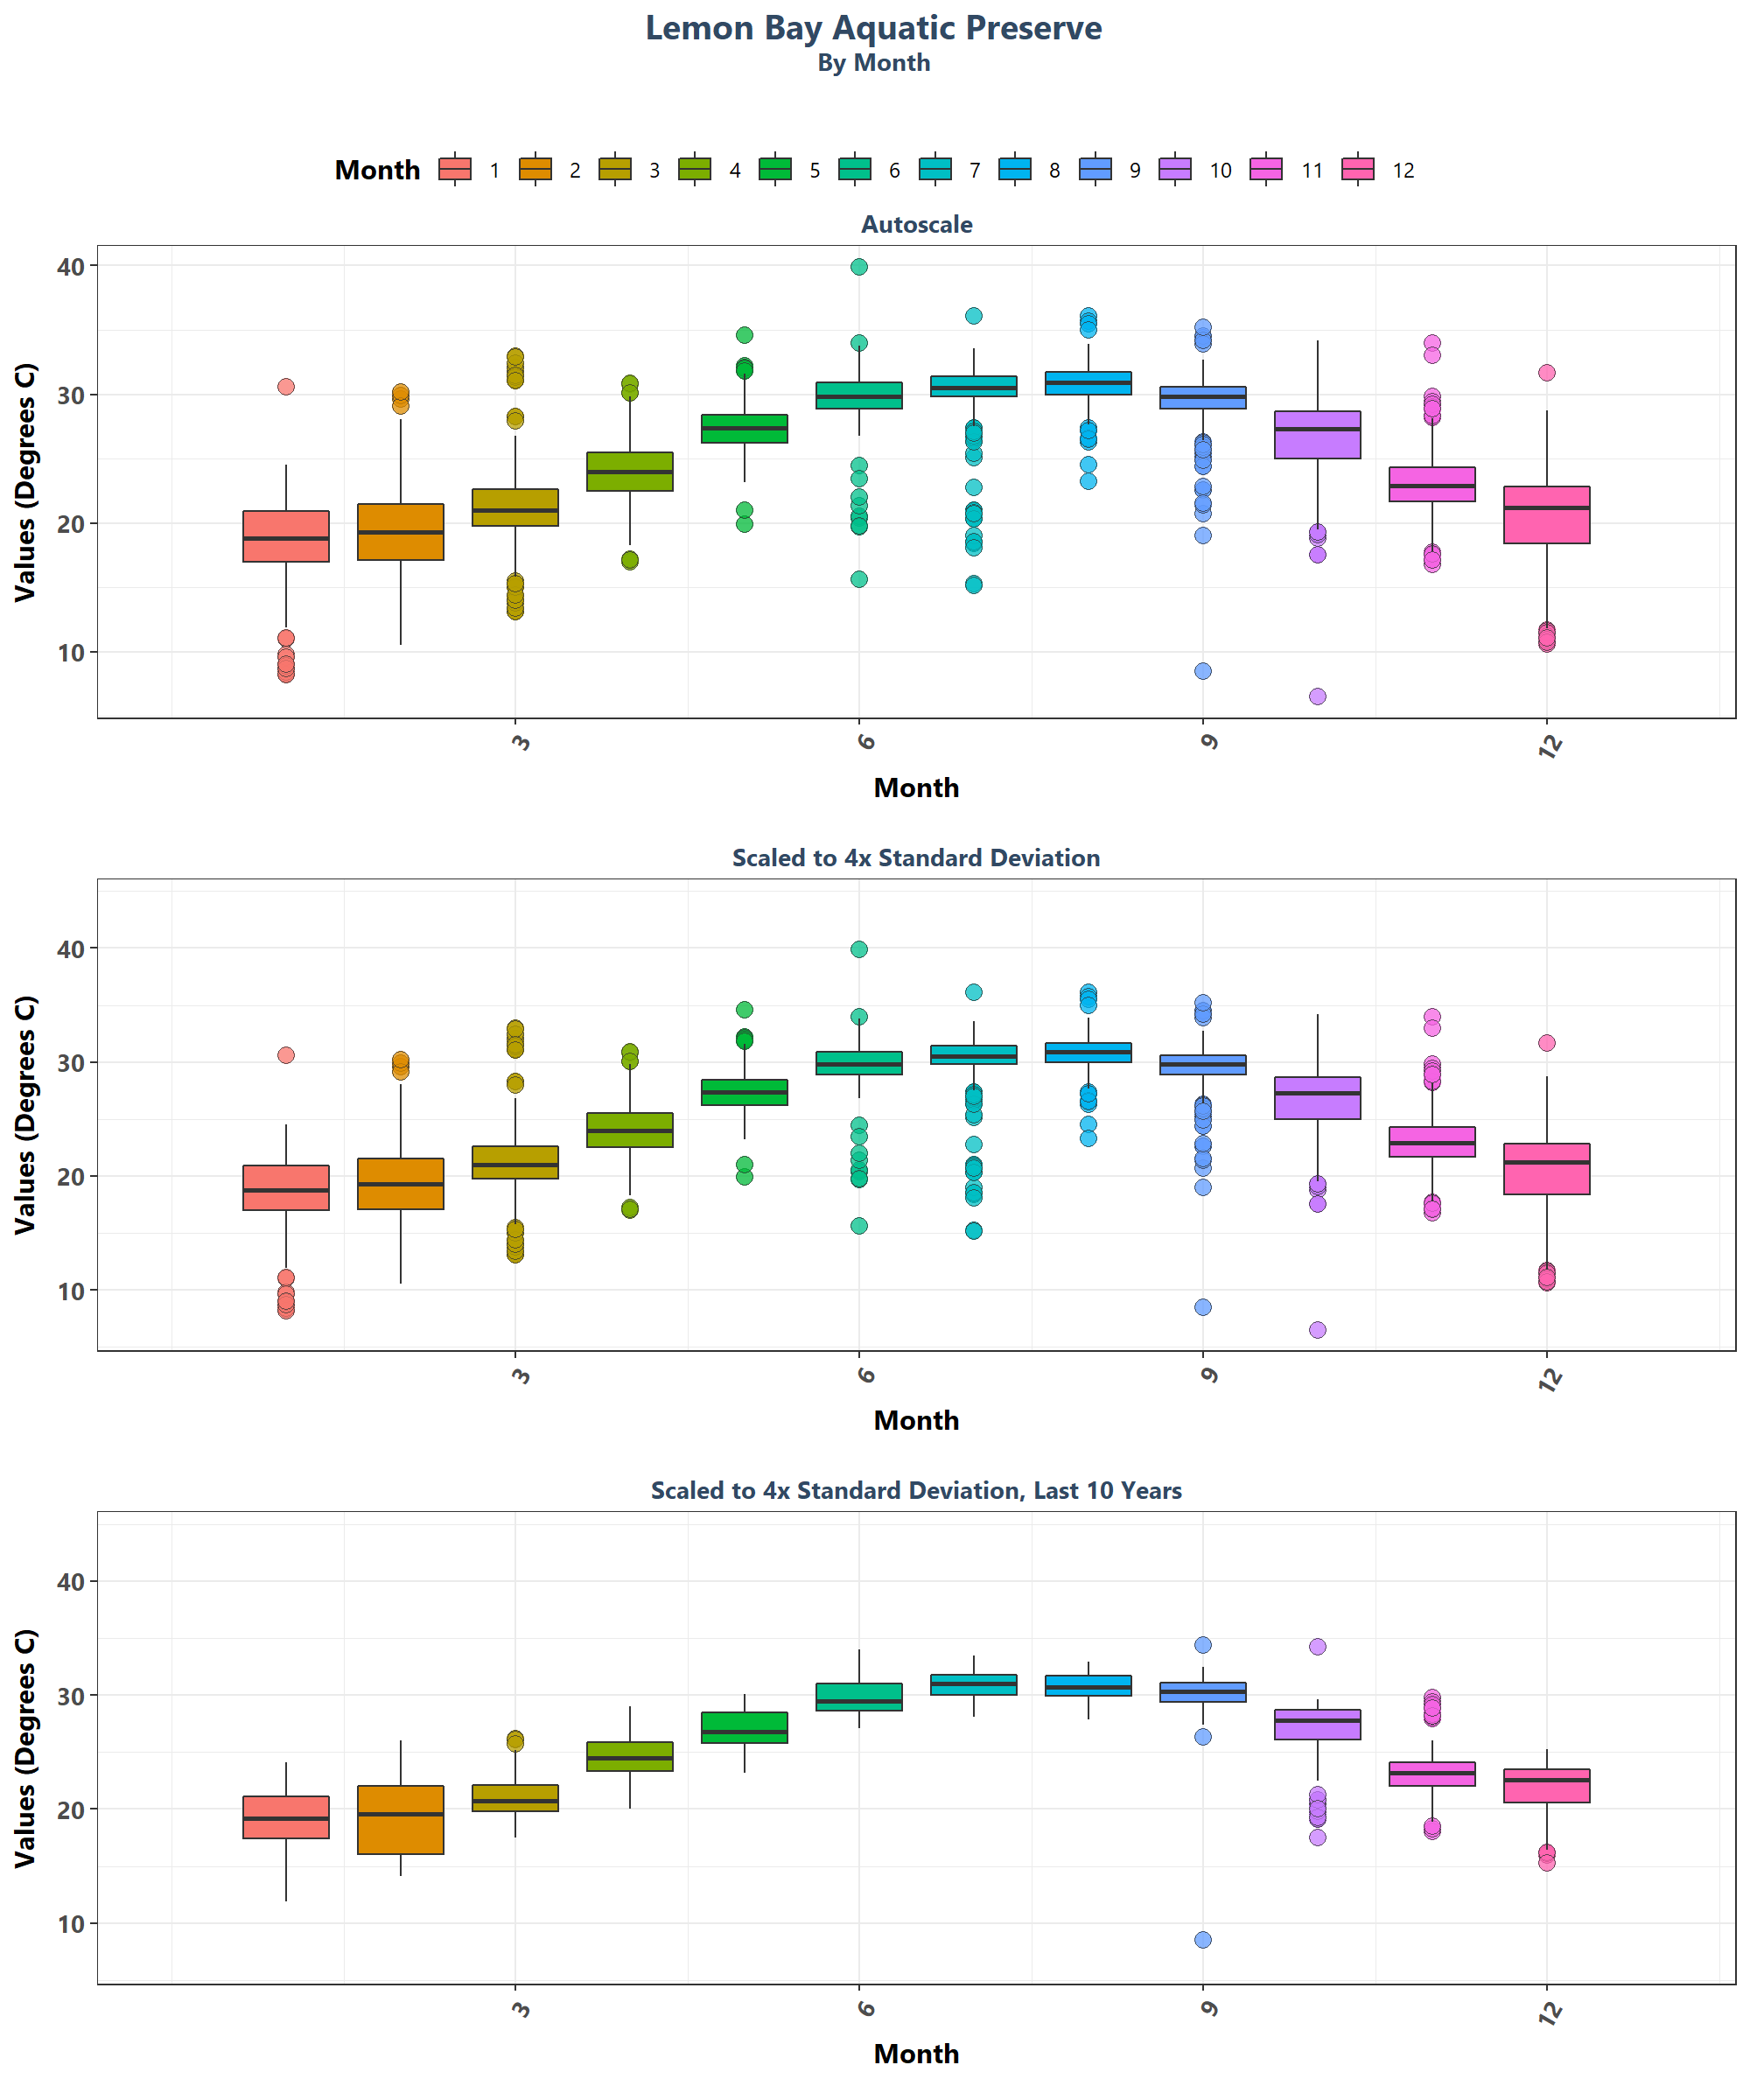 Lemon Bay Aquatic Preserve
By Month
Month 1 2 3 4 5 6 7 8 9 10 11 12
Autoscale
Values (Degrees C)
40
30
20
10
3 6 9 12
Month
Scaled to 4x Standard Deviation
Values (Degrees C)
40
30
20
10
3 6 9 12
Month
Scaled to 4x Standard Deviation, Last 10 Years
Values (Degrees C)
40
30
20
10
3 6 9 12
Month